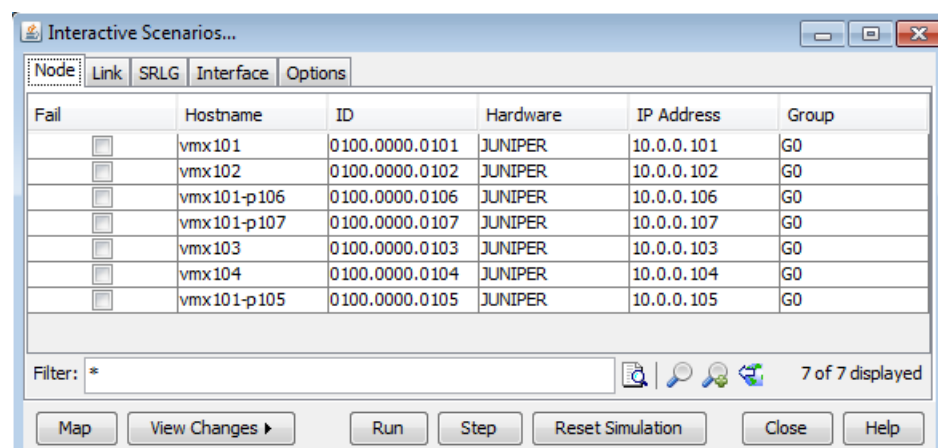 Interactive Scenarios...
Node Link SRLG Interface Options
Fail Hostname ID Hardware IP Address Group
vmx101 0100.0000.0101 JUNIPER 10.0.0.101 G0
vmx102 0100.0000.0102 JUNIPER 10.0.0.102 G0
vmx101-p106 0100.0000.0106 JUNIPER 10.0.0.106 G0
vmx101-p107 0100.0000.0107 JUNIPER 10.0.0.107 G0
vmx103 0100.0000.0103 JUNIPER 10.0.0.103 G0
vmx104 0100.0000.0104 JUNIPER 10.0.0.104 G0
vmx101-p105 0100.0000.0105 JUNIPER 10.0.0.105 G0
Filter: * 7 of 7 displayed
Map View Changes Run Step Reset Simulation Close Help